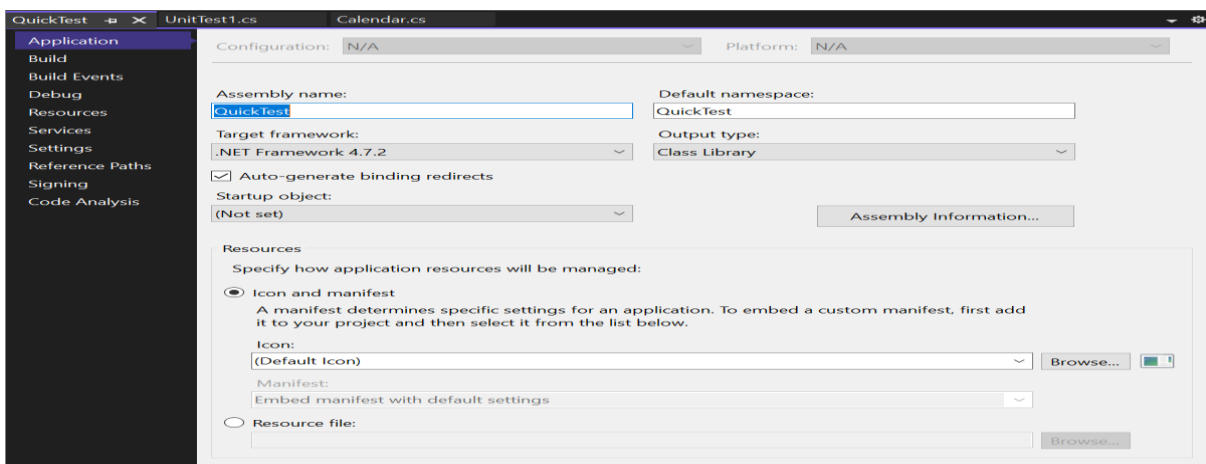 QuickTest UnitTest1.cs Calendar.cs
Application
Build
Build Events
Debug
Resources
Services
Settings
Reference Paths
Signing
Code Analysis
Configuration: N/A Platform: N/A
Assembly name: Default namespace:
QuickTest QuickTest
Target framework: Output type:
.NET Framework 4.7.2 Class Library
Auto-generate binding redirects
Startup object:
(Not set) Assembly Information...
Resources
Specify how application resources will be managed:
Icon and manifest
A manifest determines specific settings for an application. To embed a custom manifest, first add
it to your project and then select it from the list below.
Icon:
(Default Icon) Browse...
Manifest:
Embed manifest with default settings
Resource file:
Browse...